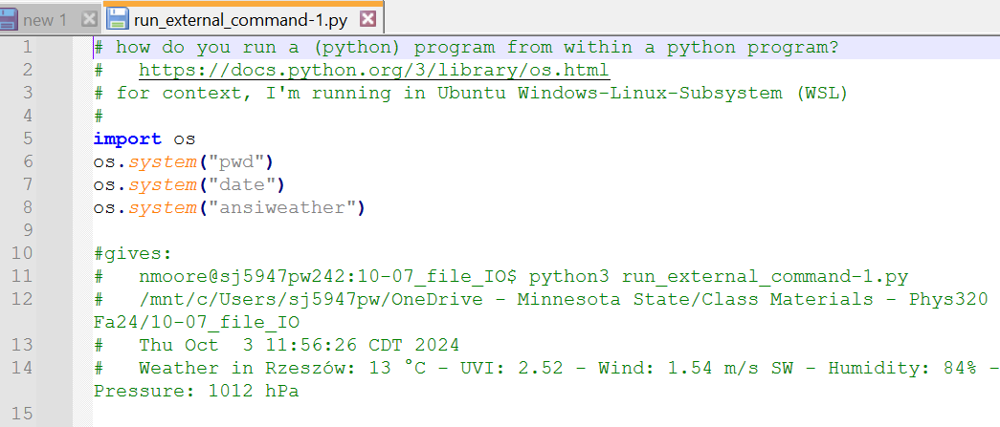 new 1 run_external_command-1.py
1 # how do you run a (python) program from within a python program?
2 #   https://docs.python.org/3/library/os.html
3 # for context, I'm running in Ubuntu Windows-Linux-Subsystem (WSL)
4 #
5 import os
6 os.system("pwd")
7 os.system("date")
8 os.system("ansiweather")
9
10 #gives:
11 #   nmoore@sj5947pw242:10-07_file_IO$ python3 run_external_command-1.py
12 #   /mnt/c/Users/sj5947pw/OneDrive - Minnesota State/Class Materials - Phys320
Fa24/10-07_file_IO
13 #   Thu Oct  3 11:56:26 CDT 2024
14 #   Weather in Rzeszów: 13 °C - UVI: 2.52 - Wind: 1.54 m/s SW - Humidity: 84% -
Pressure: 1012 hPa
15